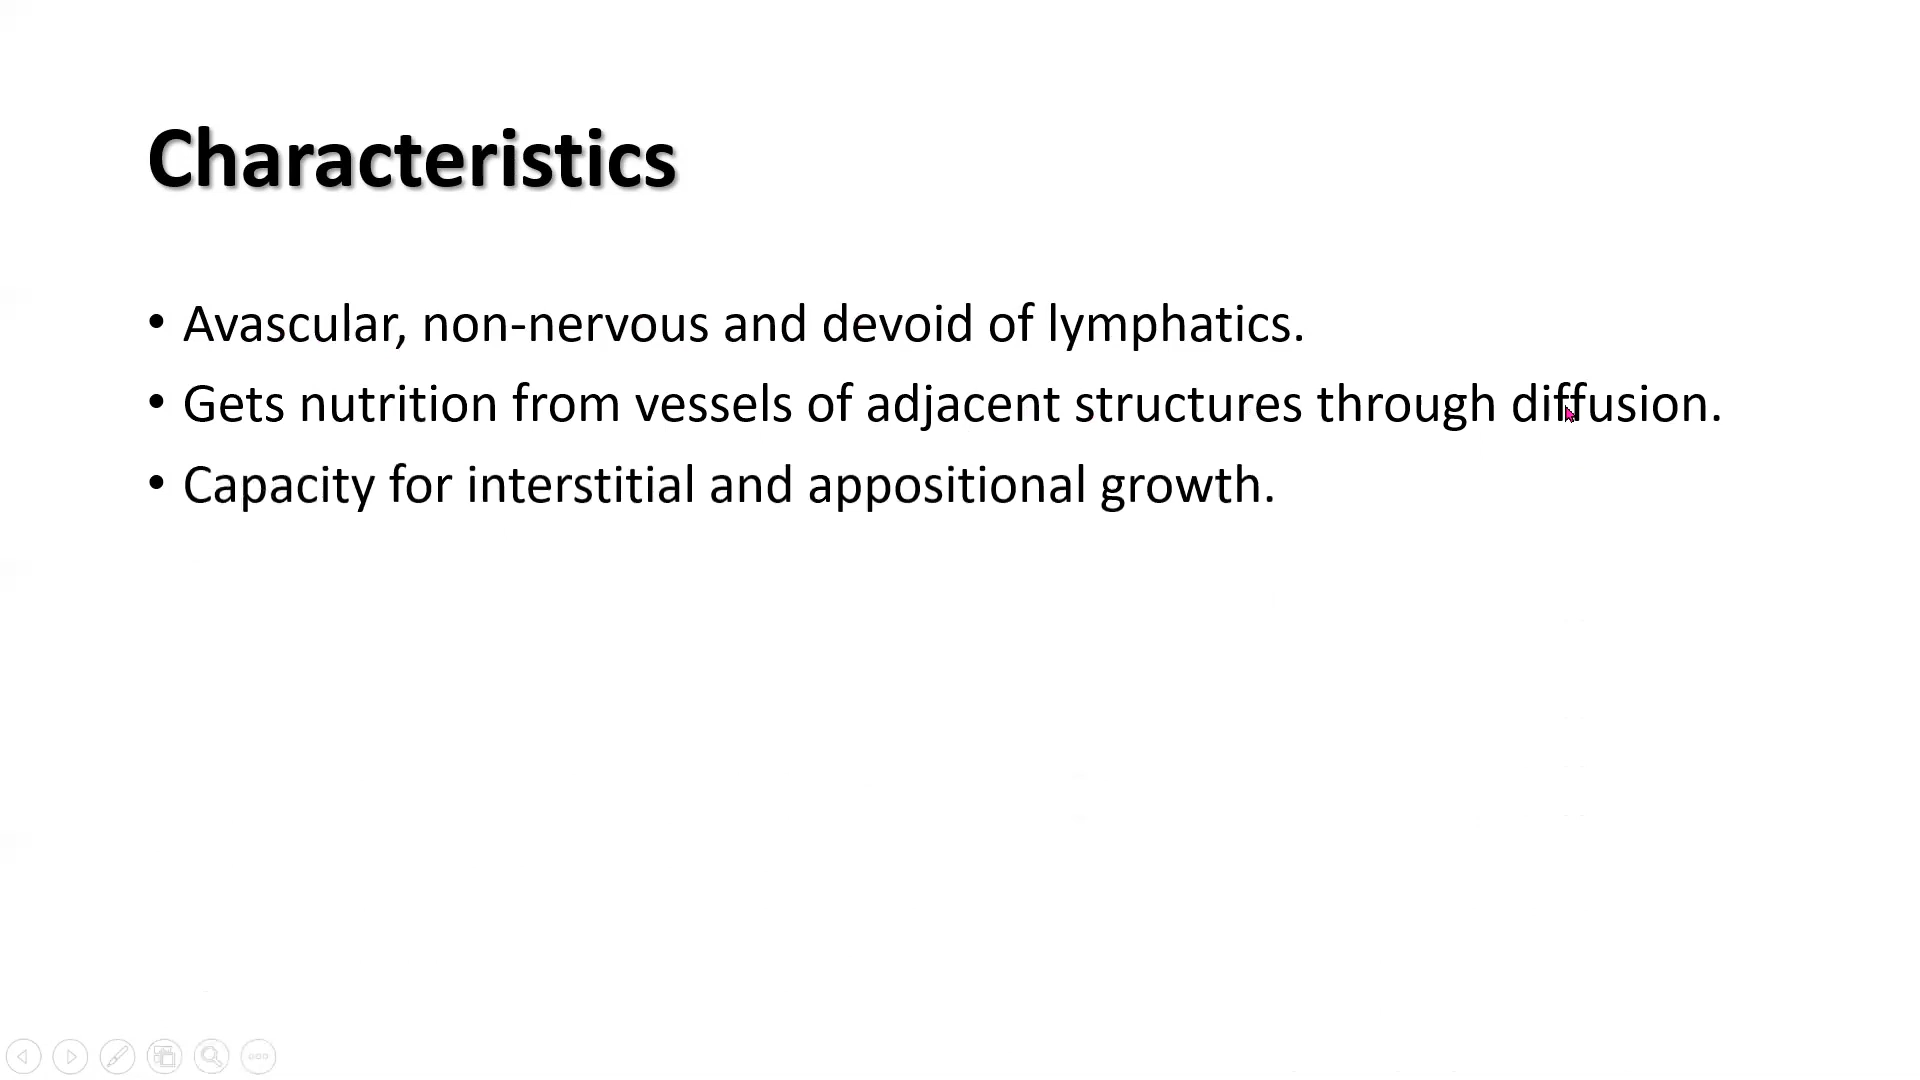 Characteristics
• Avascular, non-nervous and devoid of lymphatics.
• Gets nutrition from vessels of adjacent structures through diffusion.
• Capacity for interstitial and appositional growth.